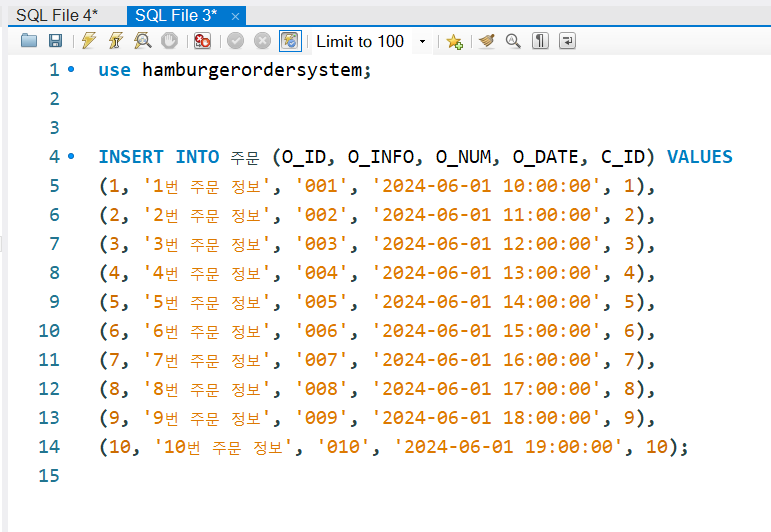 SQL File 4*
SQL File 3* ×
Limit to 100
1 use hamburgerordersystem;
2
3
4 INSERT INTO 주문 (O_ID, O_INFO, O_NUM, O_DATE, C_ID) VALUES
5 (1, '1번 주문 정보', '001', '2024-06-01 10:00:00', 1),
6 (2, '2번 주문 정보', '002', '2024-06-01 11:00:00', 2),
7 (3, '3번 주문 정보', '003', '2024-06-01 12:00:00', 3),
8 (4, '4번 주문 정보', '004', '2024-06-01 13:00:00', 4),
9 (5, '5번 주문 정보', '005', '2024-06-01 14:00:00', 5),
10 (6, '6번 주문 정보', '006', '2024-06-01 15:00:00', 6),
11 (7, '7번 주문 정보', '007', '2024-06-01 16:00:00', 7),
12 (8, '8번 주문 정보', '008', '2024-06-01 17:00:00', 8),
13 (9, '9번 주문 정보', '009', '2024-06-01 18:00:00', 9),
14 (10, '10번 주문 정보', '010', '2024-06-01 19:00:00', 10);
15